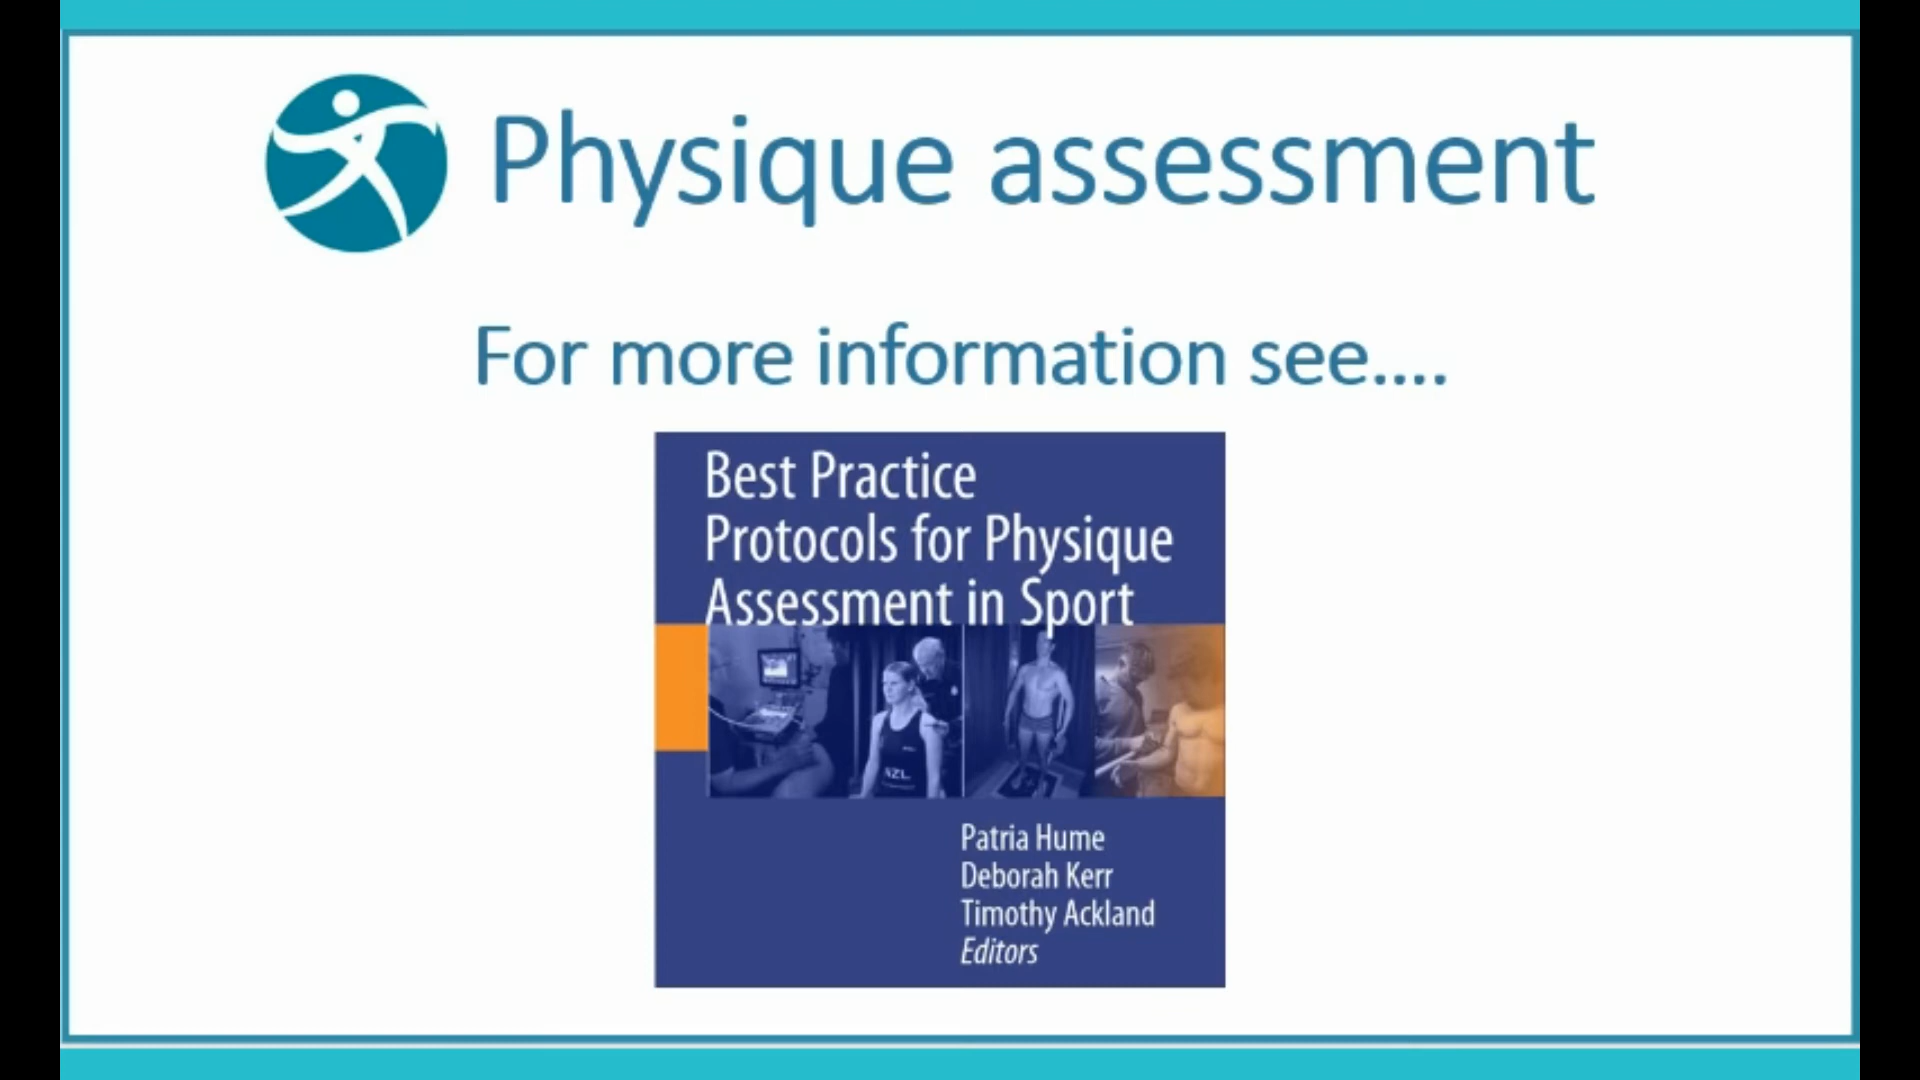 Physique assessment
For more information see....
Best Practice
Protocols for Physique
Assessment in Sport
NZL
Patria Hume
Deborah Kerr
Timothy Ackland
Editors